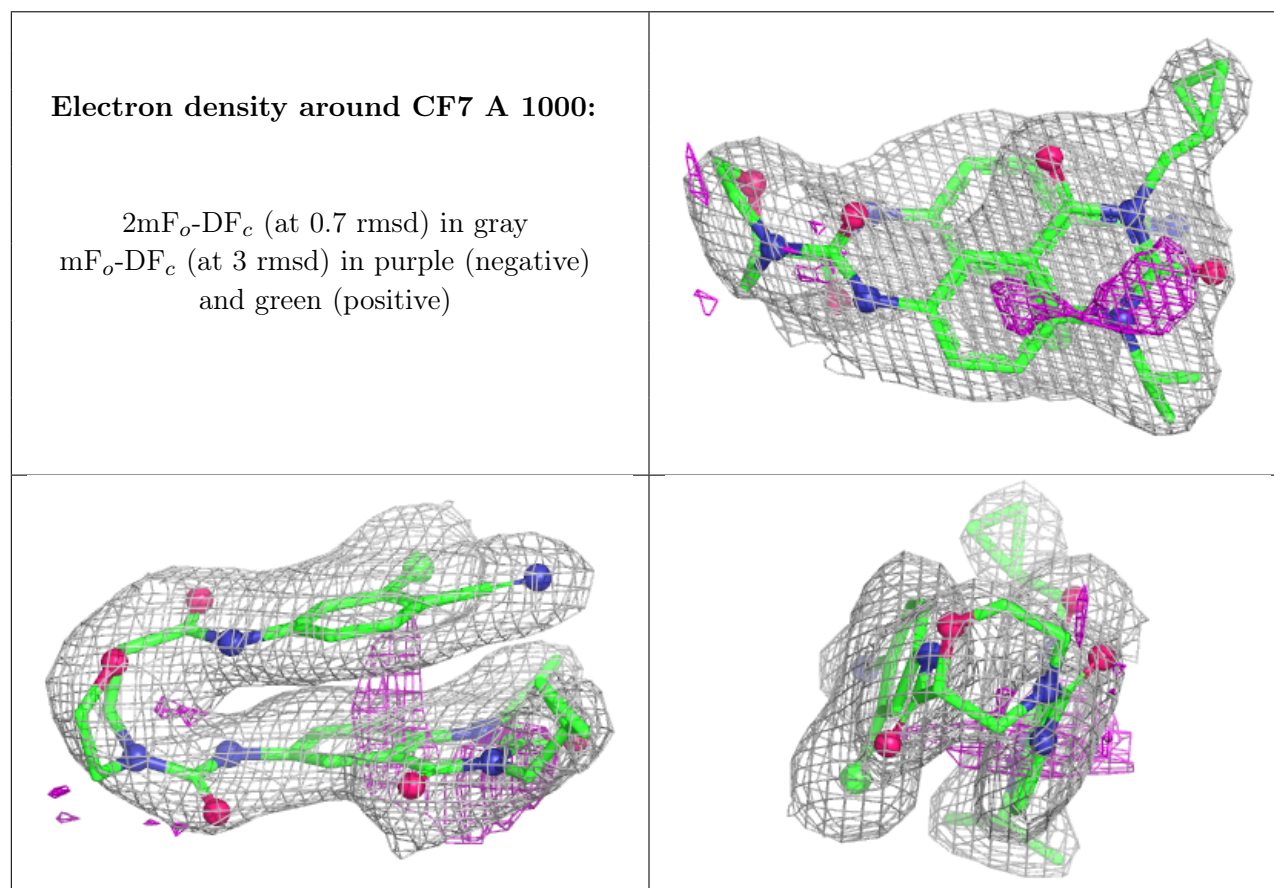 Electron density around CF7 A 1000:
2mFo-DFc (at 0.7 rmsd) in gray
mFo-DFc (at 3 rmsd) in purple (negative)
and green (positive)